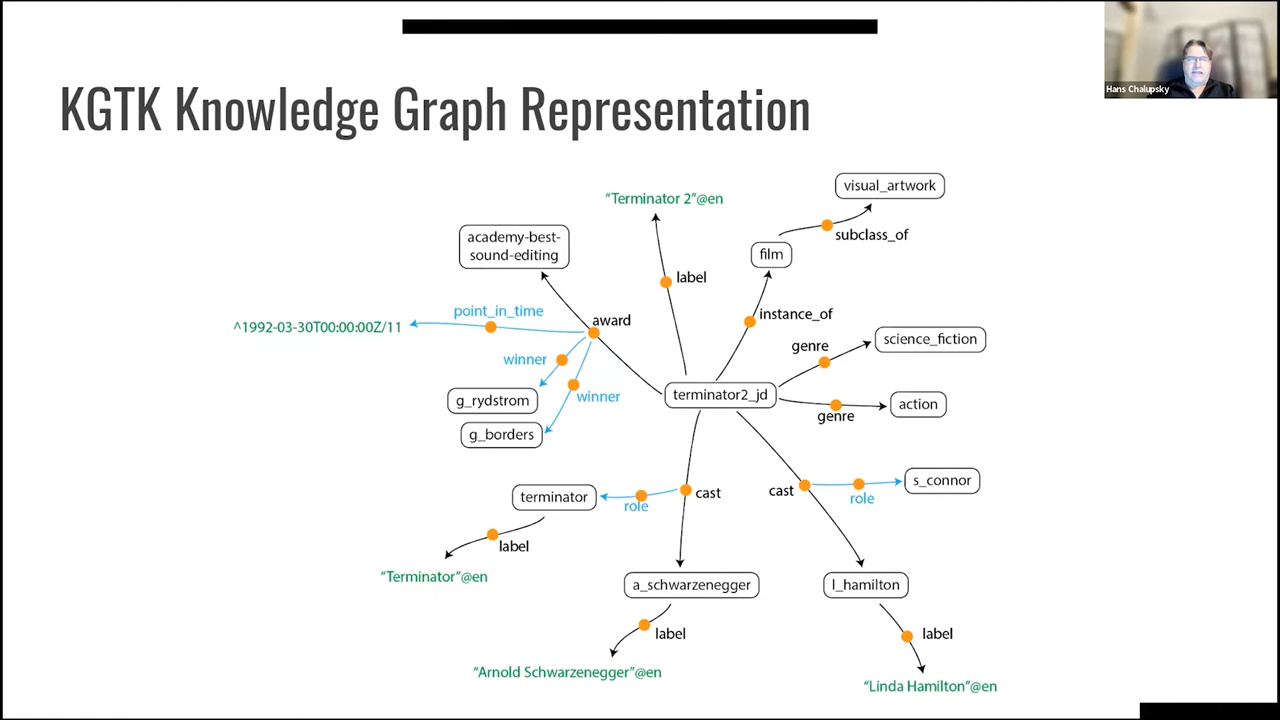 Hans Chalupsky
KGTK Knowledge Graph Representation
visual_artwork
"Terminator 2"@en
subclass_of
academy-best-
sound-editing
film
label
point_in_time
award
instance_of
^1992-03-30T00:00:00Z/11
genre
science_fiction
winner
terminator2_jd
winner
g_rydstrom
action
genre
g_borders
s_connor
cast
cast
terminator
role
role
label
"Terminator"@en
a_schwarzenegger
l_hamilton
label
label
"Arnold Schwarzenegger"@en
"Linda Hamilton"@en